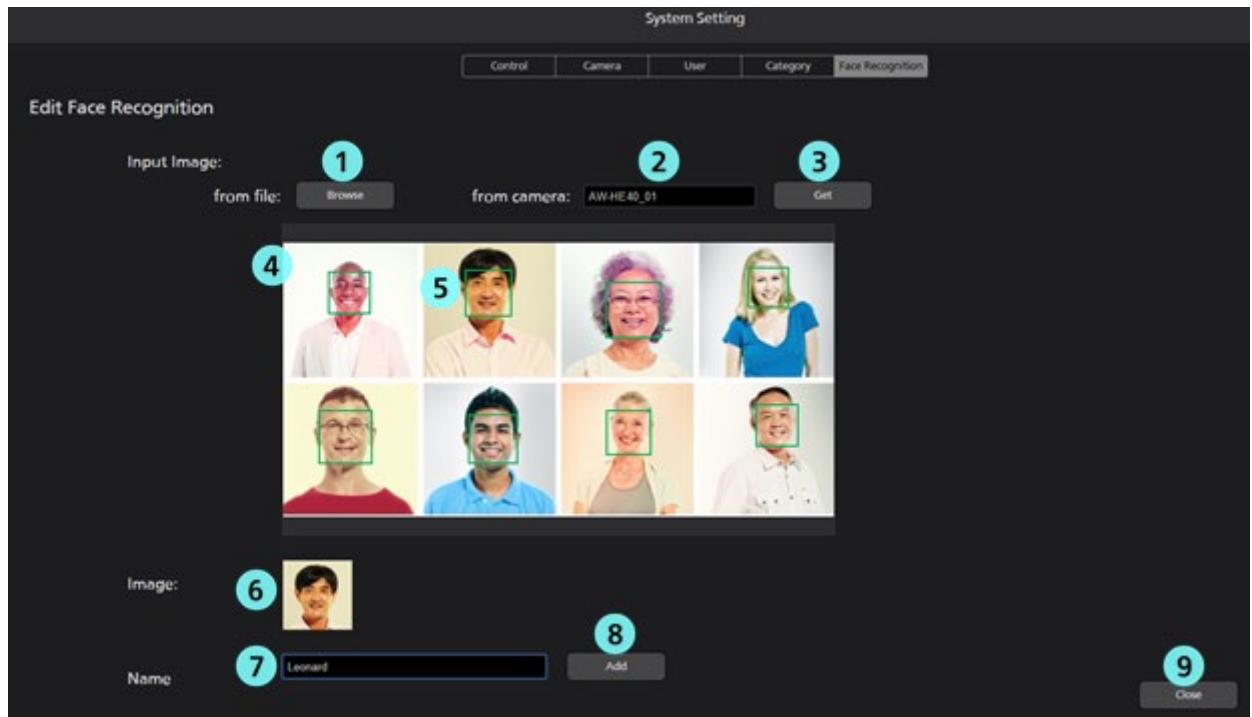 System Setting
Control Camera User Category Face Recognition
Edit Face Recognition
Input Image:
1 2 3
from file: Browse from camera: AW-HE40_01 Get
4
5
Image:
6
8
7 Leonard Add
Name
9
Close